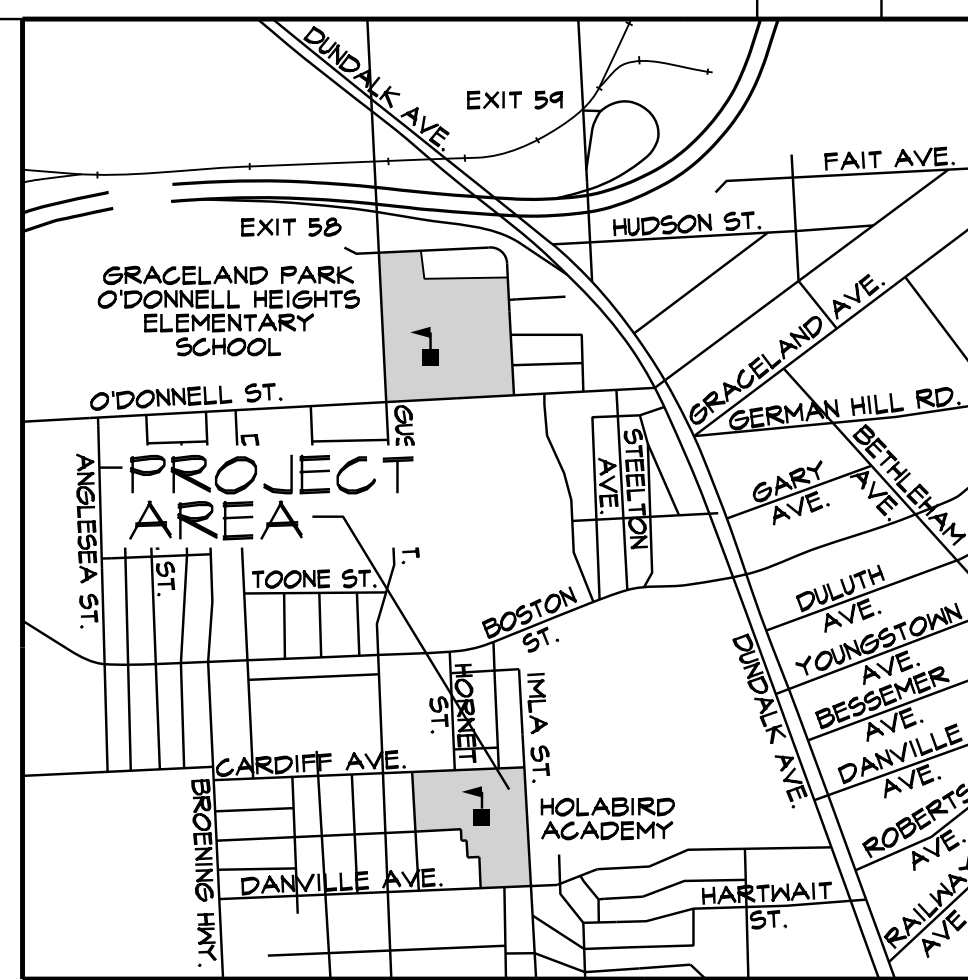 DUNDALK AVE.
EXIT 59
FAIT AVE.
EXIT 58
HUDSON ST.
GRACELAND PARK
O'DONNELL HEIGHTS
ELEMENTARY
SCHOOL
GRACELAND AVE.
O'DONNELL ST.
GERMAN HILL RD.
PROJECT
AREA
ANGLESEA ST.
STEELTON
AVE.
GARY
AVE.
BETHLEHAM
AVE.
ST.
TOONE ST.
T.
BOSTON
ST.
DULUTH
AVE.
YOUNGSTOWN
AVE.
HORNET
ST.
IMLA ST.
DUNDALK AVE.
BESSEMER
AVE.
DANVILLE
AVE.
CARDIFF AVE.
BROENING HWY.
HOLABIRD
ACADEMY
ROBERTS
AVE.
DANVILLE AVE.
HARTWAIT
ST.
RAILWAY
AVE